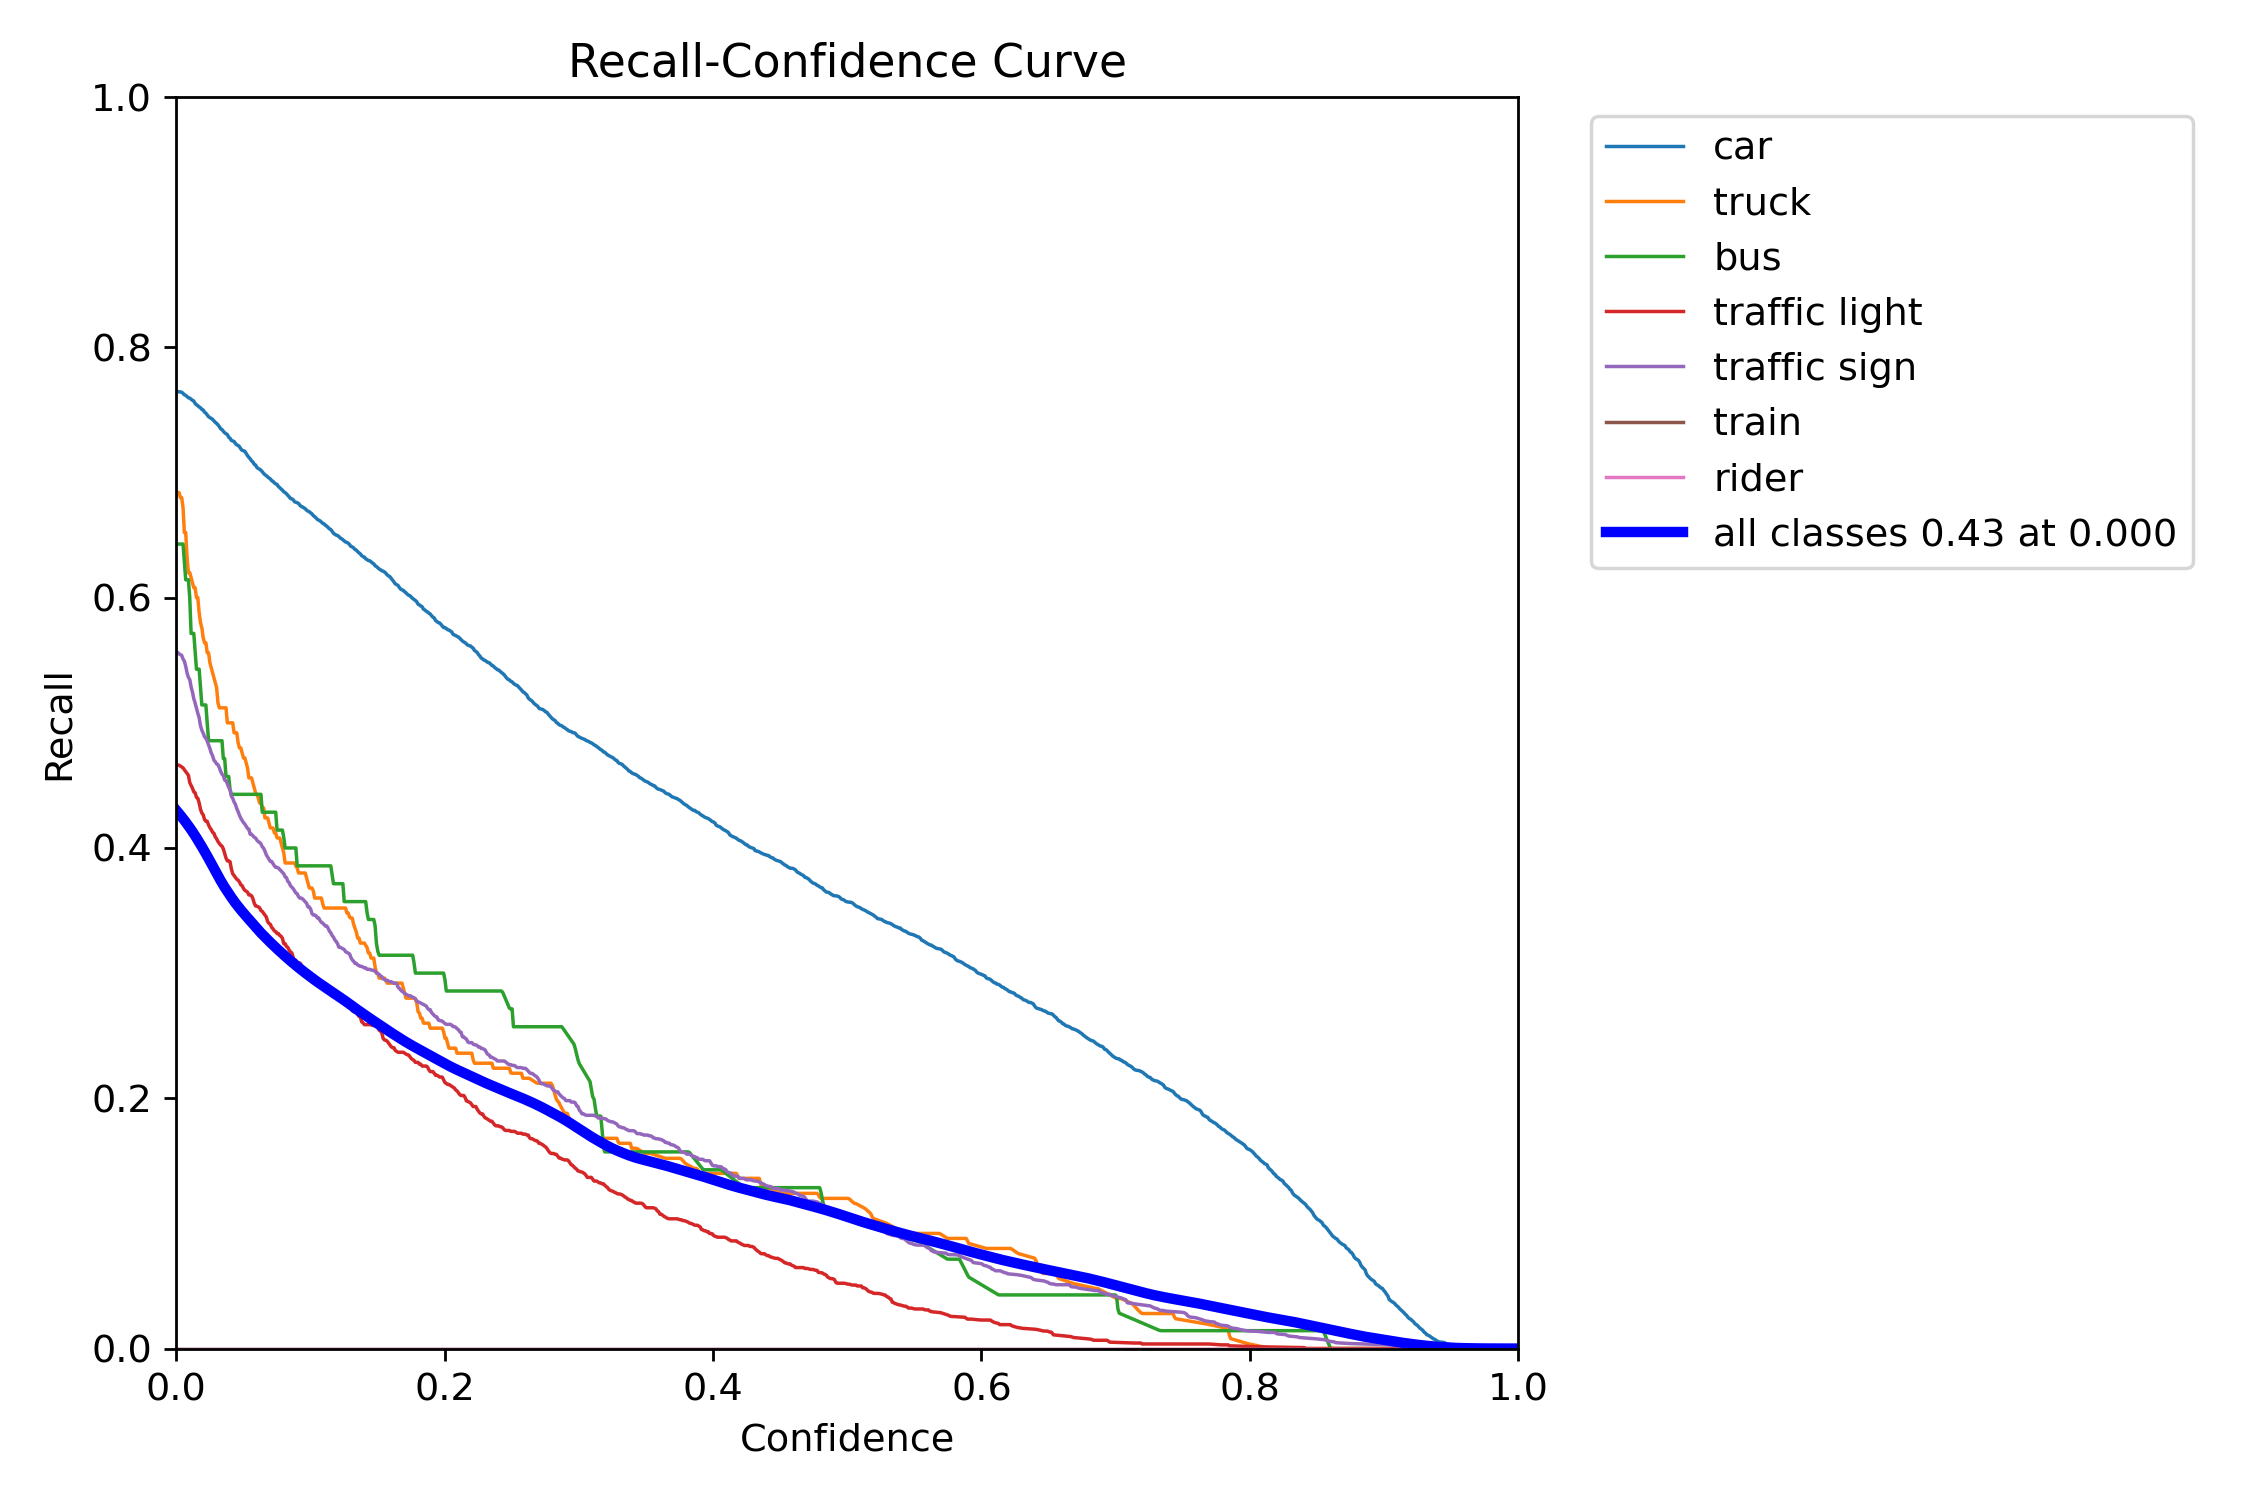 Recall-Confidence Curve
1.0
0.8
0.6
0.4
0.2
0.0
Recall
0.0 0.2 0.4 0.6 0.8 1.0
Confidence
car
truck
bus
traffic light
traffic sign
train
rider
all classes 0.43 at 0.000